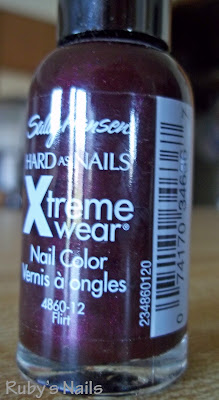 Sally Hansen
HARD AS NAILS
Xtreme
wear®
Nail Color
Vernis à ongles
4860-12
Flirt
234860120
Ruby's Nails